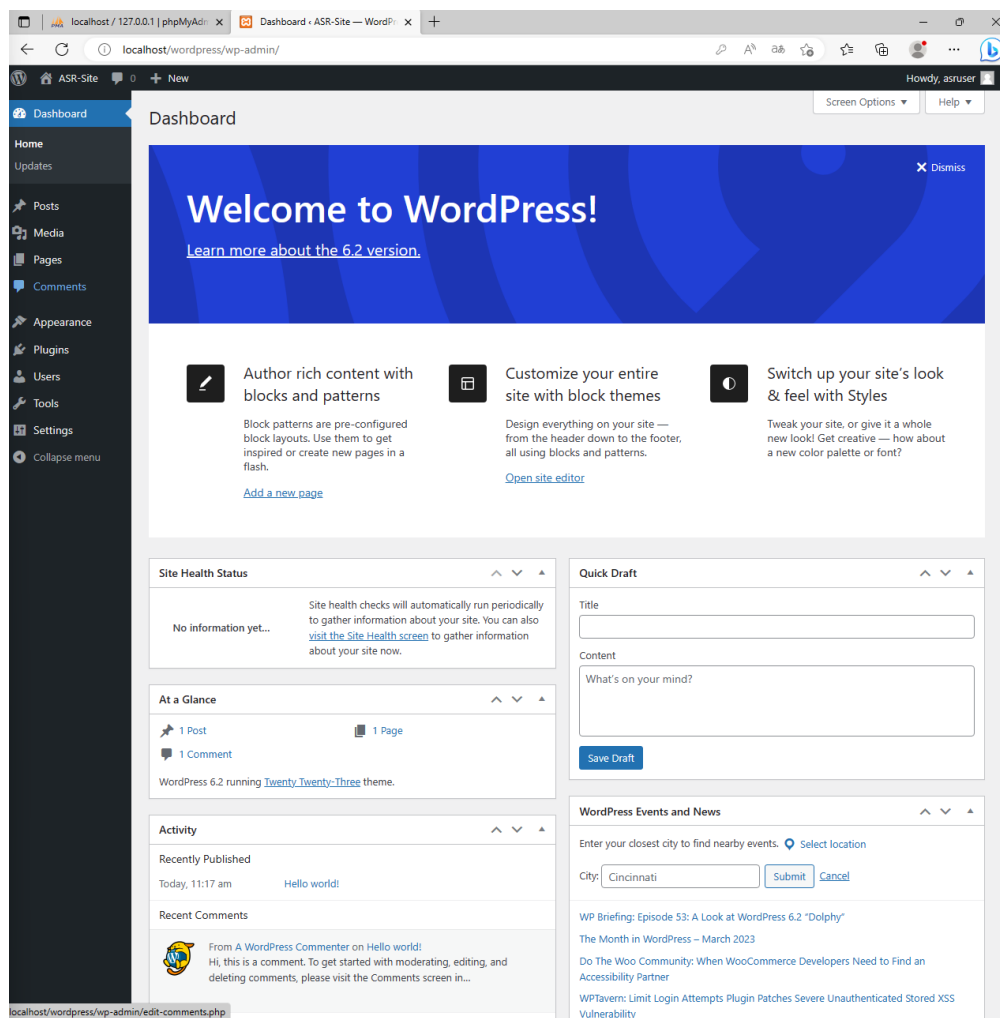 localhost / 127.0.0.1 | phpMyAdn
Dashboard ‹ ASR-Site — WordPr
localhost/wordpress/wp-admin/
ASR-Site 0 New Howdy, asruser
Dashboard
Home
Updates
Posts
Media
Pages
Comments
Appearance
Plugins
Users
Tools
Settings
Collapse menu
Screen Options Help
Dashboard
Dismiss
Welcome to WordPress!
Learn more about the 6.2 version.
Author rich content with
blocks and patterns
Block patterns are pre-configured
block layouts. Use them to get
inspired or create new pages in a
flash.
Add a new page
Customize your entire
site with block themes
Design everything on your site —
from the header down to the footer,
all using blocks and patterns.
Open site editor
Switch up your site's look
& feel with Styles
Tweak your site, or give it a whole
new look! Get creative — how about
a new color palette or font?
Site Health Status
No information yet...
Site health checks will automatically run periodically
to gather information about your site. You can also
visit the Site Health screen to gather information
about your site now.
At a Glance
1 Post
1 Page
1 Comment
WordPress 6.2 running Twenty Twenty-Three theme.
Activity
Recently Published
Today, 11:17 am Hello world!
Recent Comments
From A WordPress Commenter on Hello world!
Hi, this is a comment. To get started with moderating, editing, and
deleting comments, please visit the Comments screen in...
Quick Draft
Title
Content
What's on your mind?
Save Draft
WordPress Events and News
Enter your closest city to find nearby events. Select location
City: Cincinnati Submit Cancel
WP Briefing: Episode 53: A Look at WordPress 6.2 "Dolphy"
The Month in WordPress – March 2023
Do The Woo Community: When WooCommerce Developers Need to Find an
Accessibility Partner
WPTavern: Limit Login Attempts Plugin Patches Severe Unauthenticated Stored XSS
Vulnerability
localhost/wordpress/wp-admin/edit-comments.php